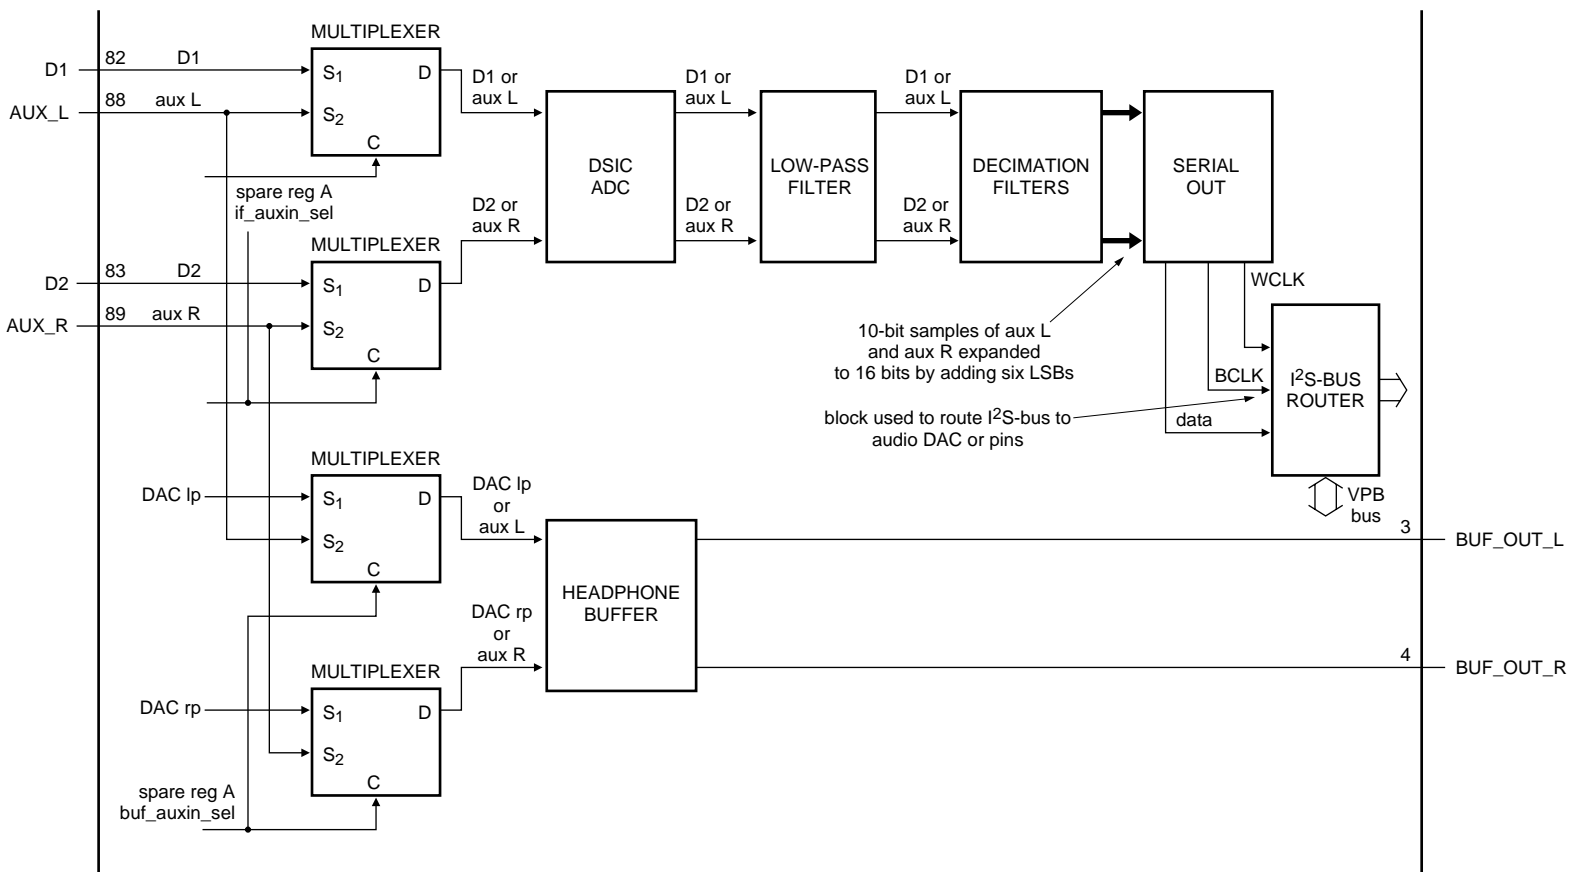 MULTIPLEXER
D1
82
D1
S1
D
AUX_L
88
aux L
S2
C
D1 or
aux L
D1 or
aux L
D1 or
aux L
DSIC
ADC
LOW-PASS
FILTER
DECIMATION
FILTERS
SERIAL
OUT
spare reg A
if_auxin_sel
D2 or
aux R
D2 or
aux R
D2 or
aux R
MULTIPLEXER
D2
83
D2
S1
D
AUX_R
89
aux R
S2
C
WCLK
10-bit samples of aux L
and aux R expanded
to 16 bits by adding six LSBs
BCLK
I2S-BUS
ROUTER
block used to route I2S-bus to
audio DAC or pins
data
VPB
bus
MULTIPLEXER
DAC lp
S1
D
S2
C
DAC lp
or
aux L
HEADPHONE
BUFFER
3
BUF_OUT_L
DAC rp
or
aux R
4
BUF_OUT_R
MULTIPLEXER
DAC rp
S1
D
S2
C
spare reg A
buf_auxin_sel